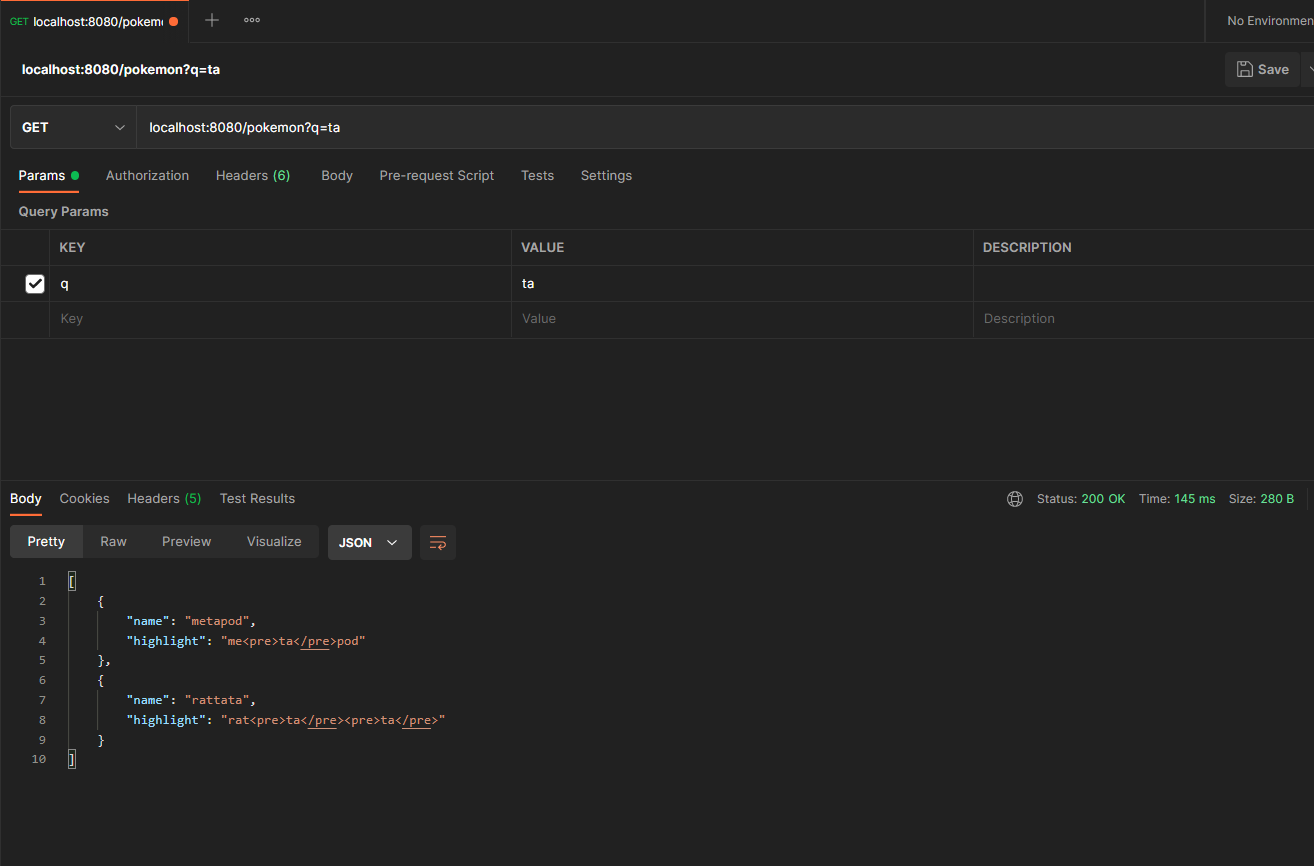 GET localhost:8080/pokem
No Environmen
localhost:8080/pokemon?q=ta
Save
GET localhost:8080/pokemon?q=ta
Params Authorization Headers (6) Body Pre-request Script Tests Settings
Query Params
KEY VALUE DESCRIPTION
q ta
Key Value Description
Body Cookies Headers (5) Test Results Status: 200 OK Time: 145 ms Size: 280 B
Pretty Raw Preview Visualize JSON
1 [
2 {
3 "name": "metapod",
4 "highlight": "me<pre>ta</pre>pod"
5 },
6 {
7 "name": "rattata",
8 "highlight": "rat<pre>ta</pre><pre>ta</pre>"
9 }
10 ]